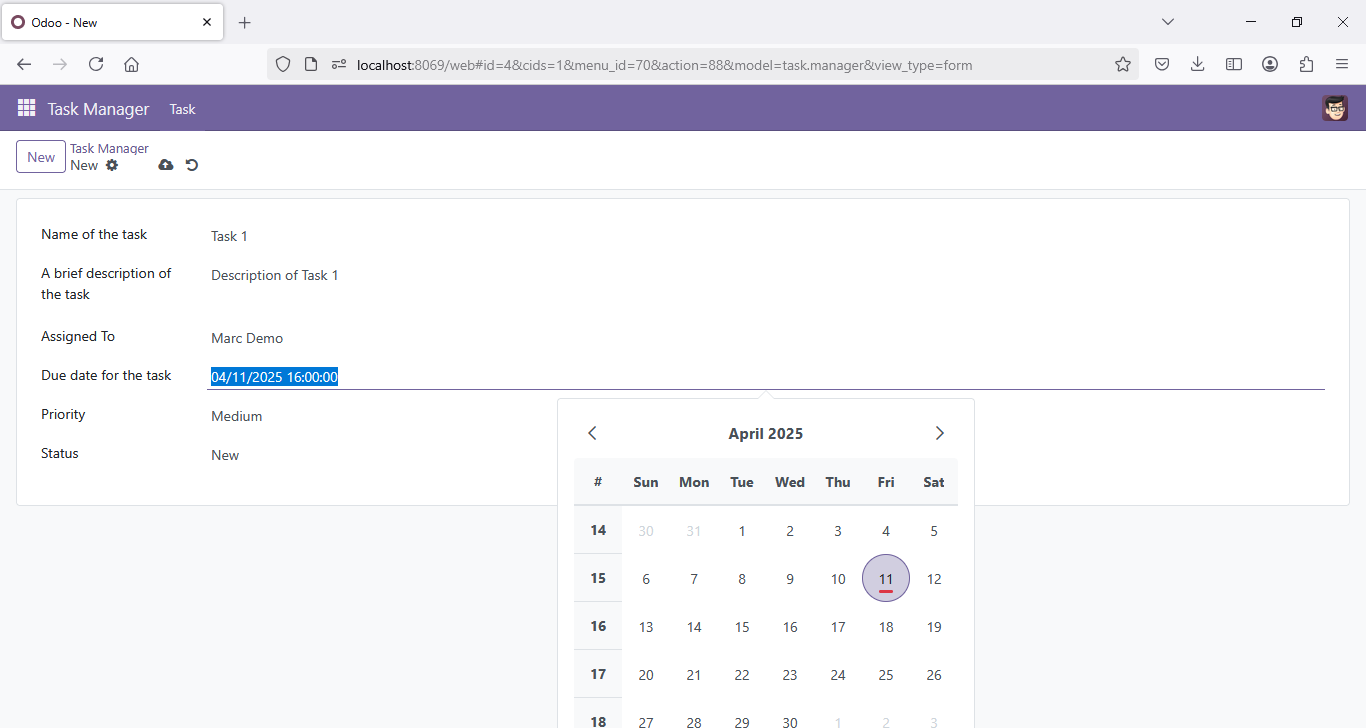 Odoo - New
localhost:8069/web#id=4&cids=1&menu_id=70&action=88&model=task.manager&view_type=form
Task Manager Task
New Task Manager
New
Name of the task Task 1
A brief description of Description of Task 1
the task
Assigned To Marc Demo
Due date for the task 04/11/2025 16:00:00
Priority Medium
Status New
April 2025
# Sun Mon Tue Wed Thu Fri Sat
14 30 31 1 2 3 4 5
15 6 7 8 9 10 11 12
16 13 14 15 16 17 18 19
17 20 21 22 23 24 25 26
18 27 28 29 30 1 2 3